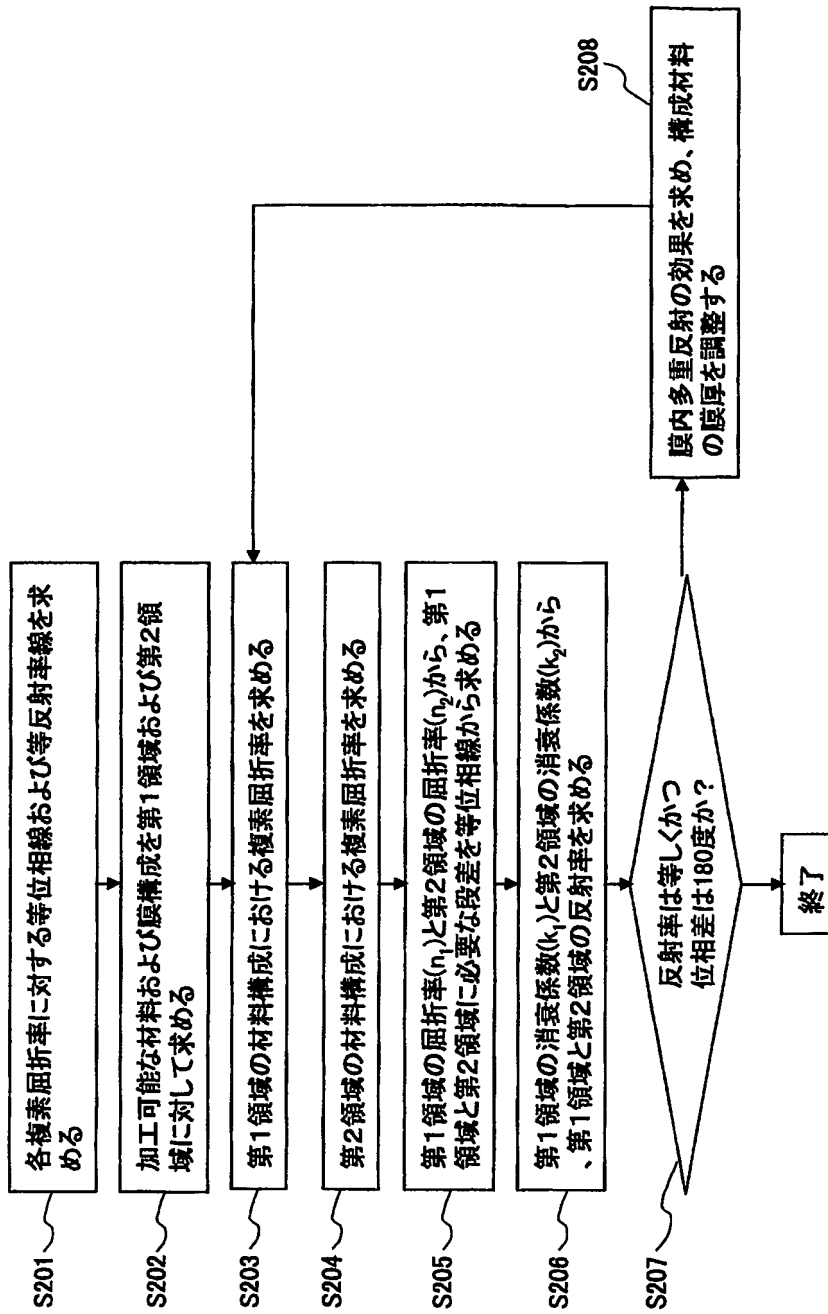 S201
各複素屈折率に対する等位相線および等反射率線を求
める
S202
加工可能な材料および膜構成を第1領域および第2領
域に対して求める
S203
第1領域の材料構成における複素屈折率を求める
S204
第2領域の材料構成における複素屈折率を求める
S205
第1領域の屈折率(n1)と第2領域の屈折率(n2)から、第1
領域と第2領域に必要な段差を等位相線から求める
S206
第1領域の消衰係数(k1)と第2領域の消衰係数(k2)から
、第1領域と第2領域の反射率を求める
S207
反射率は等しくかつ
位相差は180度か?
S208
膜内多重反射の効果を求め、構成材料
の膜厚を調整する
終了